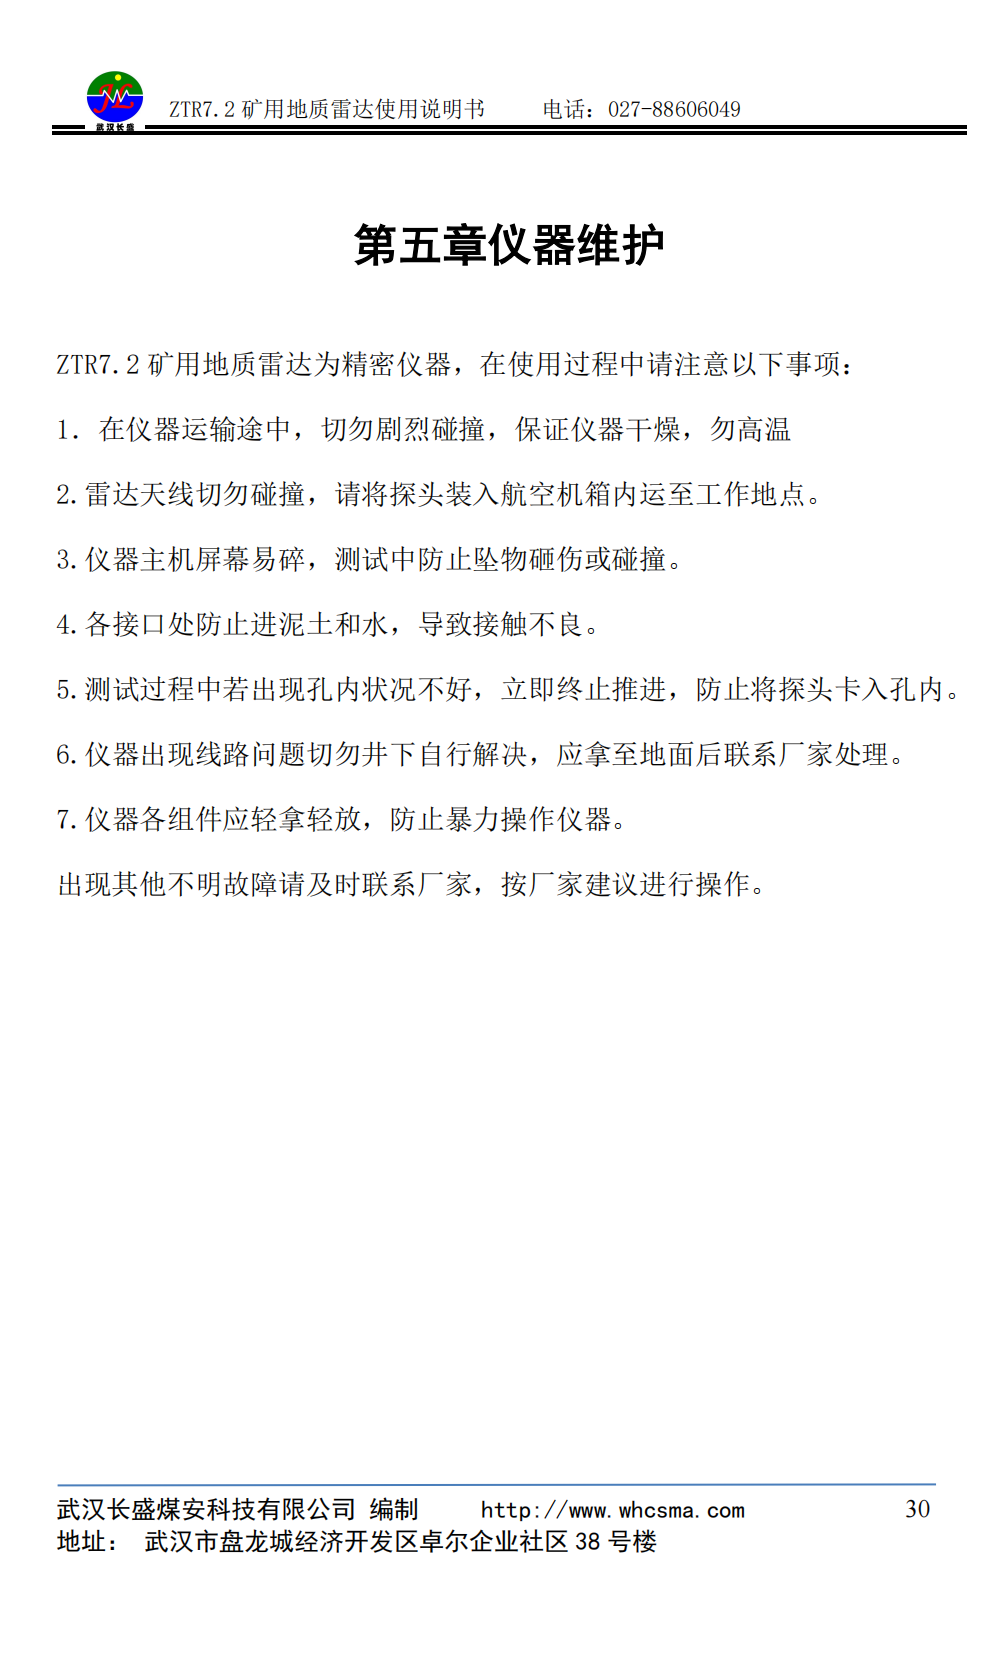 武汉长盛
ZTR7.2 矿用地质雷达使用说明书 电话：027-88606049
第五章仪器维护
ZTR7.2 矿用地质雷达为精密仪器，在使用过程中请注意以下事项：
1. 在仪器运输途中，切勿剧烈碰撞，保证仪器干燥，勿高温
2.雷达天线切勿碰撞，请将探头装入航空机箱内运至工作地点。
3.仪器主机屏幕易碎，测试中防止坠物砸伤或碰撞。
4.各接口处防止进泥土和水，导致接触不良。
5.测试过程中若出现孔内状况不好，立即终止推进，防止将探头卡入孔内。
6.仪器出现线路问题切勿井下自行解决，应拿至地面后联系厂家处理。
7.仪器各组件应轻拿轻放，防止暴力操作仪器。
出现其他不明故障请及时联系厂家，按厂家建议进行操作。
武汉长盛煤安科技有限公司 编制 http://www.whcsma.com 30
地址： 武汉市盘龙城经济开发区卓尔企业社区 38 号楼